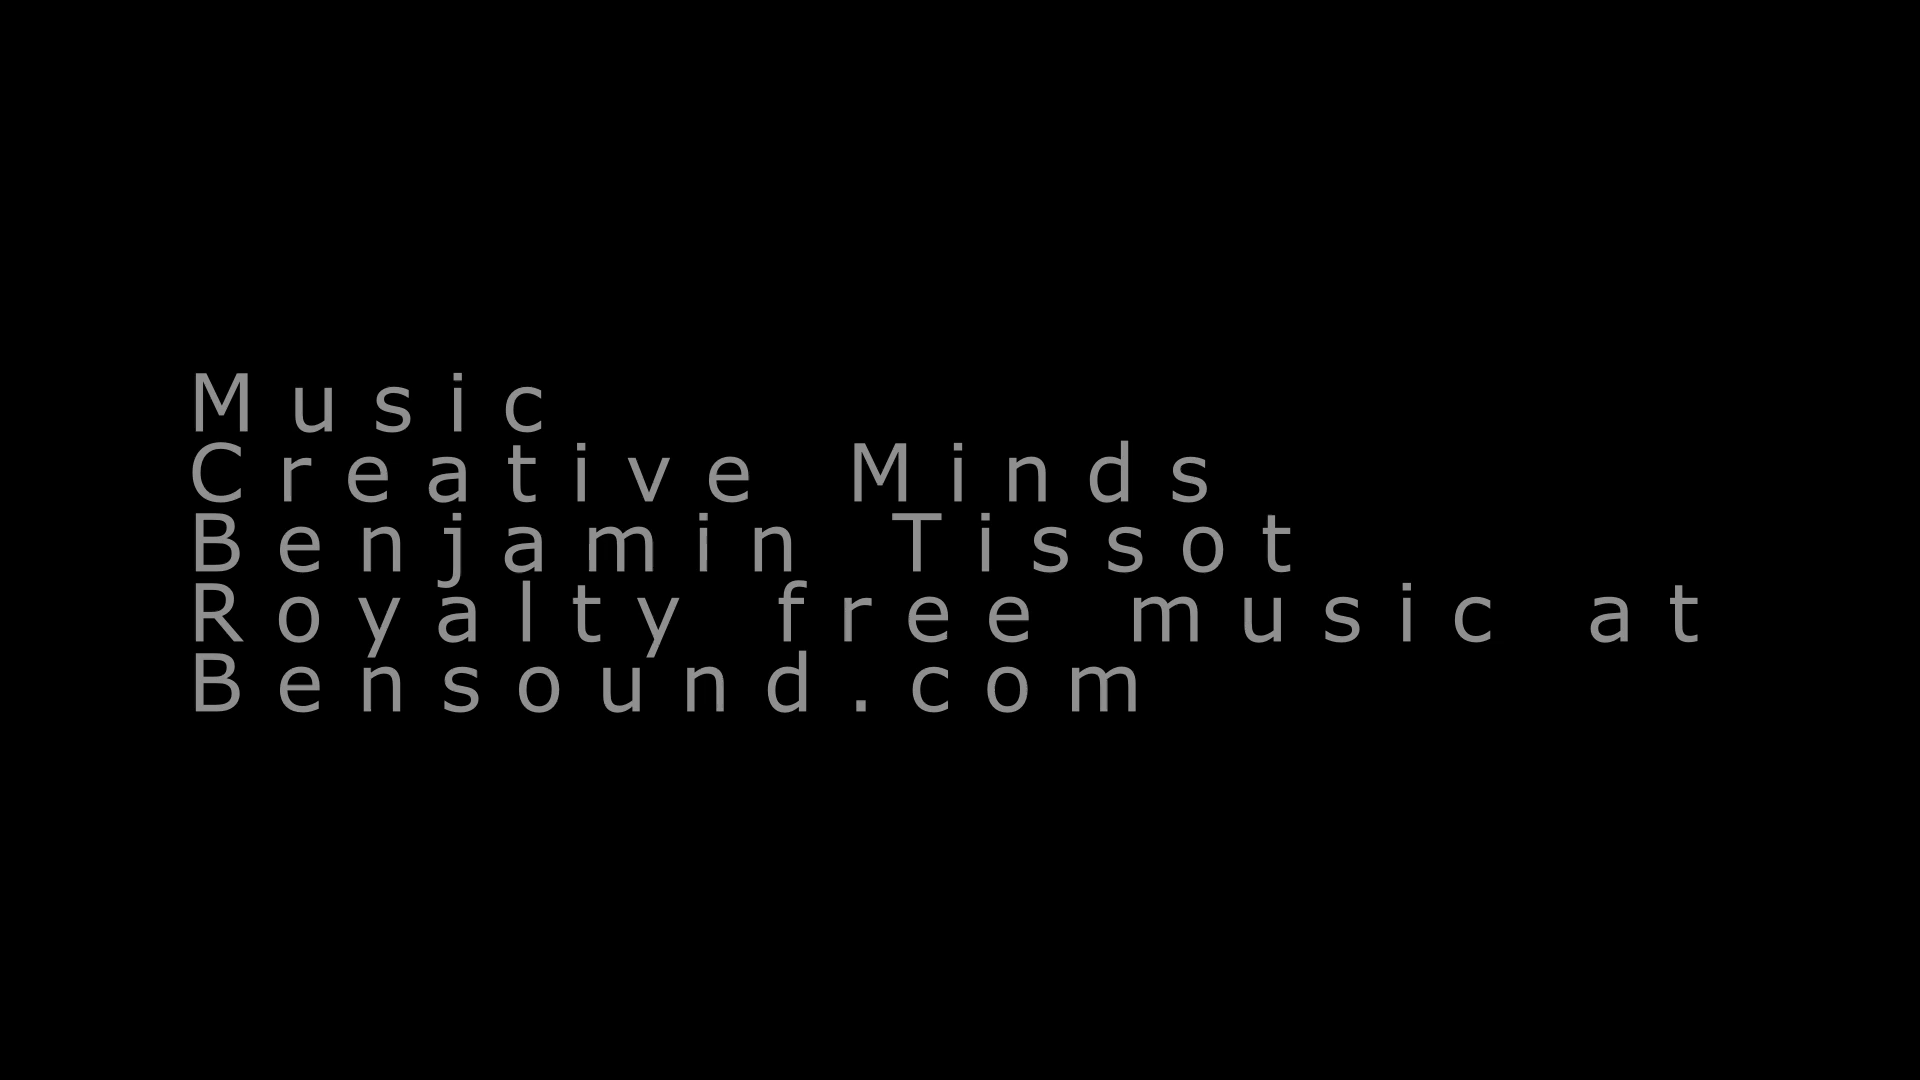 Music
Creative Minds
Benjamin Tissot
Royalty free music at
Bensound.com